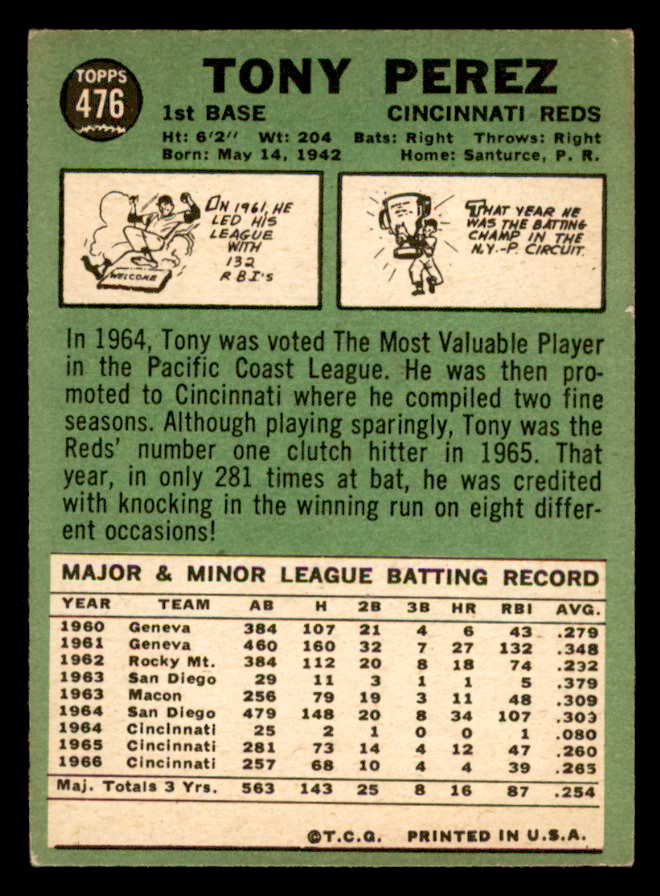 TOPPS
476
TONY PEREZ
1st BASE CINCINNATI REDS
Ht: 6'2" Wt: 204 Bats: Right Throws: Right
Born: May 14, 1942 Home: Santurce, P. R.
ON 1961, HE
LED HIS
LEAGUE
WITH
132
RBI's
WELCOME
THAT YEAR HE
WAS THE BATTING
CHAMP IN THE
N.Y.-P. CIRCUIT.
In 1964, Tony was voted The Most Valuable Player
in the Pacific Coast League. He was then pro-
moted to Cincinnati where he compiled two fine
seasons. Although playing sparingly, Tony was the
Reds' number one clutch hitter in 1965. That
year, in only 281 times at bat, he was credited
with knocking in the winning run on eight differ-
ent occasions!
MAJOR & MINOR LEAGUE BATTING RECORD
YEAR TEAM AB H 2B 3B HR RBI AVG.
1960 Geneva 384 107 21 4 6 43 .279
1961 Geneva 460 160 32 7 27 132 .348
1962 Rocky Mt. 384 112 20 8 18 74 .292
1963 San Diego 29 11 3 1 1 5 .379
1963 Macon 256 79 19 3 11 48 .309
1964 San Diego 479 148 20 8 34 107 .303
1964 Cincinnati 25 2 1 0 0 1 .080
1965 Cincinnati 281 73 14 4 12 47 .260
1966 Cincinnati 257 68 10 4 4 39 .265
Maj. Totals 3 Yrs. 563 143 25 8 16 87 .254
©T.C.G. PRINTED IN U.S.A.